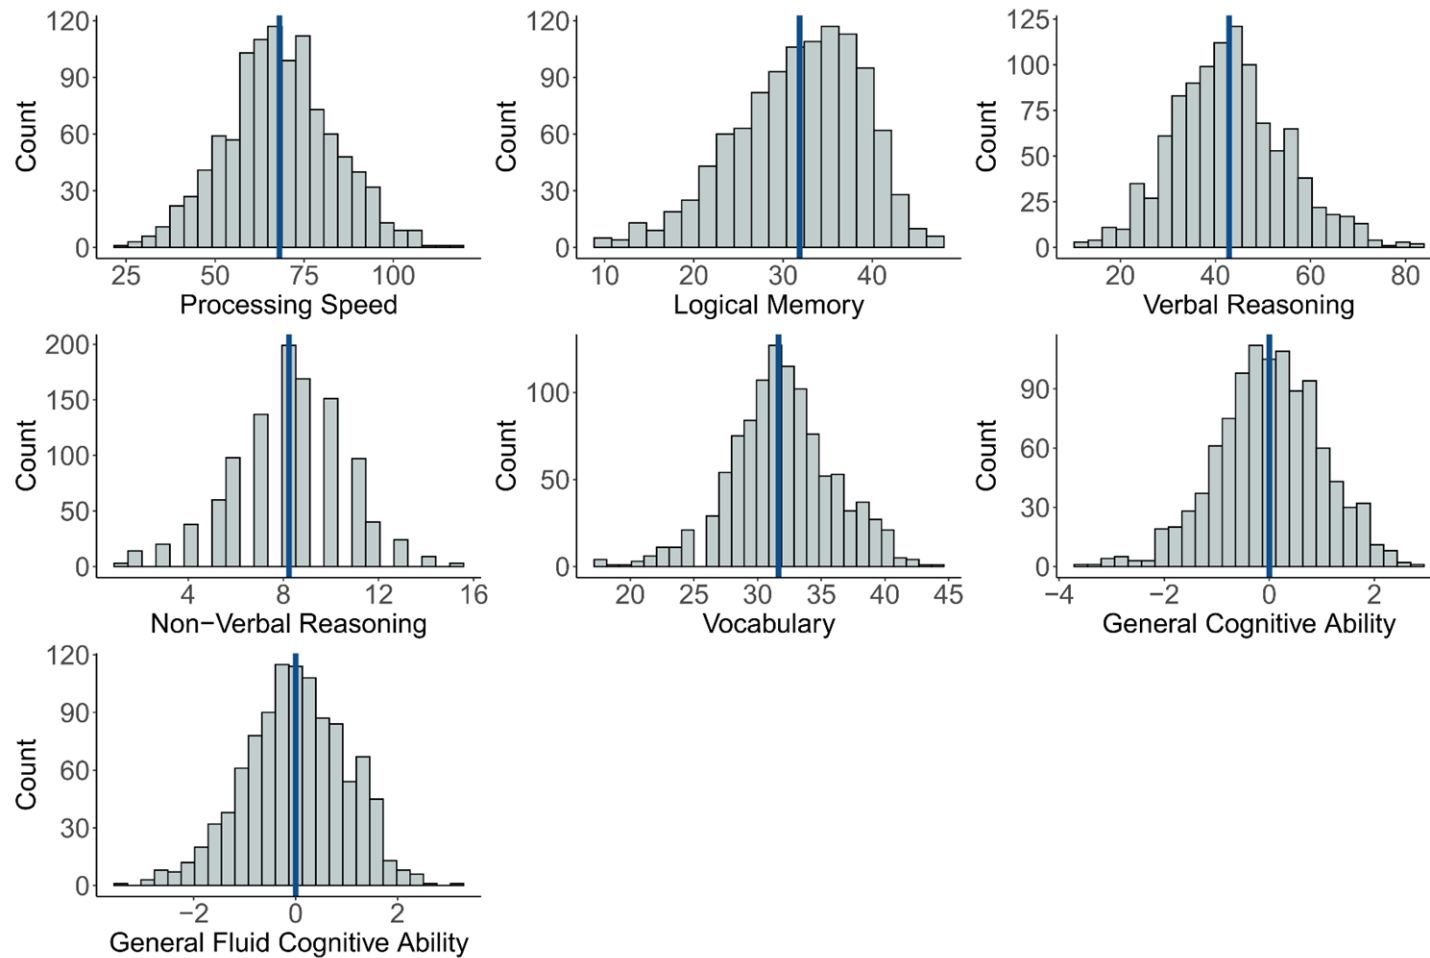 120
90
60
30
0
Count
25 50 75 100
Processing Speed
120
90
60
30
0
Count
10 20 30 40
Logical Memory
125
100
75
50
25
0
Count
20 40 60 80
Verbal Reasoning
200
150
100
50
0
Count
4 8 12 16
Non−Verbal Reasoning
100
50
0
Count
20 25 30 35 40 45
Vocabulary
90
60
30
0
Count
−4 −2 0 2
General Cognitive Ability
120
90
60
30
0
Count
−2 0 2
General Fluid Cognitive Ability